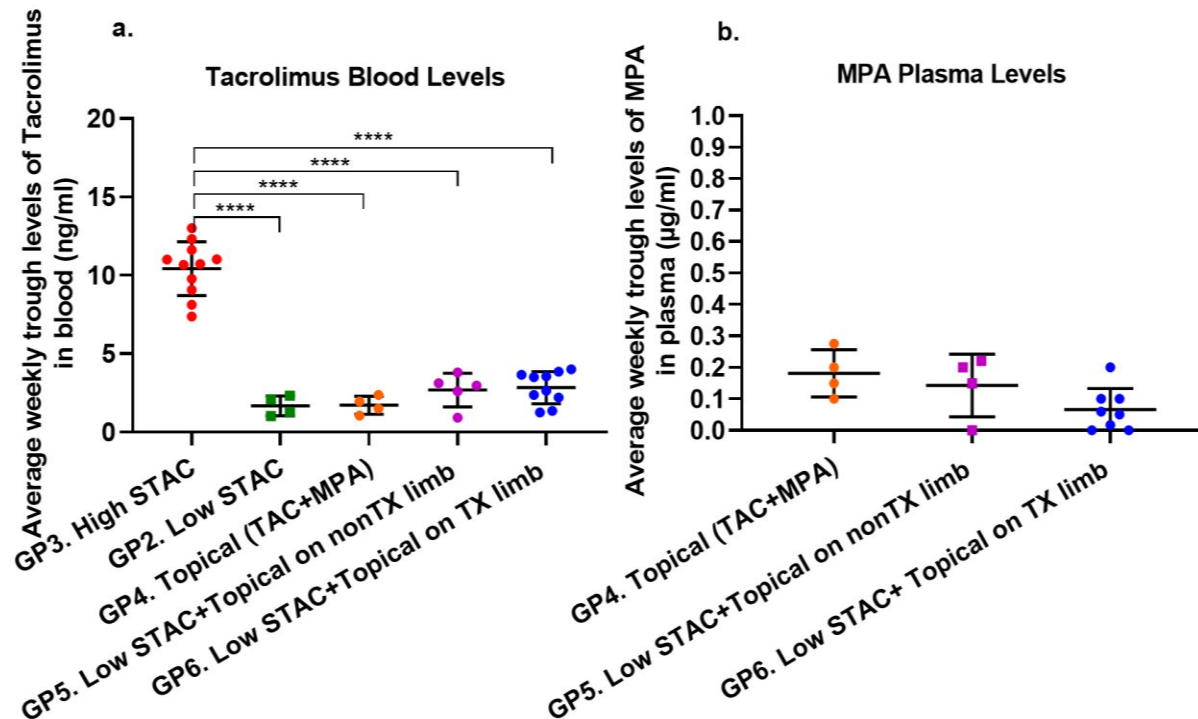 a.
Tacrolimus Blood Levels
Average weekly trough levels of Tacrolimus
in blood (ng/ml)
20
15
10
5
0
****
****
****
****
GP3. High STAC
GP2. Low STAC
GP4. Topical (TAC+MPA)
GP5. Low STAC+Topical on nonTX limb
GP6. Low STAC+Topical on TX limb
b.
MPA Plasma Levels
Average weekly trough levels of MPA
in plasma (µg/ml)
1.0
0.9
0.8
0.7
0.6
0.5
0.4
0.3
0.2
0.1
0.0
GP4. Topical (TAC+MPA)
GP5. Low STAC+Topical on nonTX limb
GP6. Low STAC+ Topical on TX limb